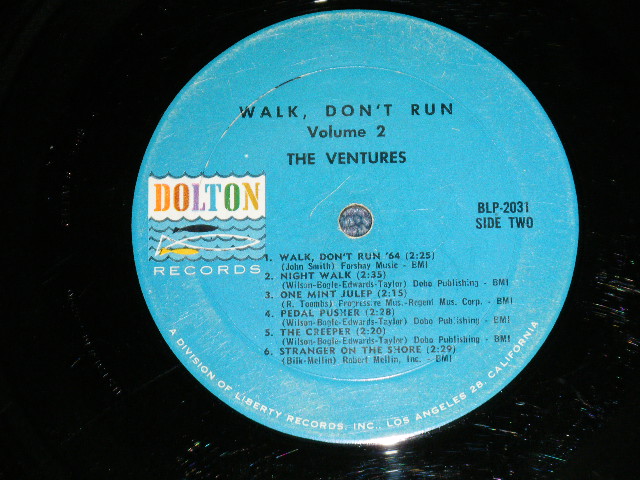 WALK, DON'T RUN
Volume 2
THE VENTURES
DOLTON
RECORDS
BLP-2031
SIDE TWO
1. WALK, DON'T RUN '64 (2:25)
(John Smith) Forshay Music - BMI
2. NIGHT WALK (2:35)
(Wilson-Bogle-Edwards-Taylor) Dobo Publishing - BMI
3. ONE MINT JULEP (2:15)
(R. Toombs) Progressive Mus.-Regent Mus. Corp. - BMI
4. PEDAL PUSHER (2:28)
(Wilson-Bogle-Edwards-Taylor) Dobo Publishing - BMI
5. THE CREEPER (2:20)
(Wilson-Bogle-Edwards-Taylor) Dobo Publishing - BMI
6. STRANGER ON THE SHORE (2:29)
(Bilk-Mellin) Robert Mellin, Inc. - BMI
A DIVISION OF LIBERTY RECORDS, INC., LOS ANGELES 28, CALIFORNIA